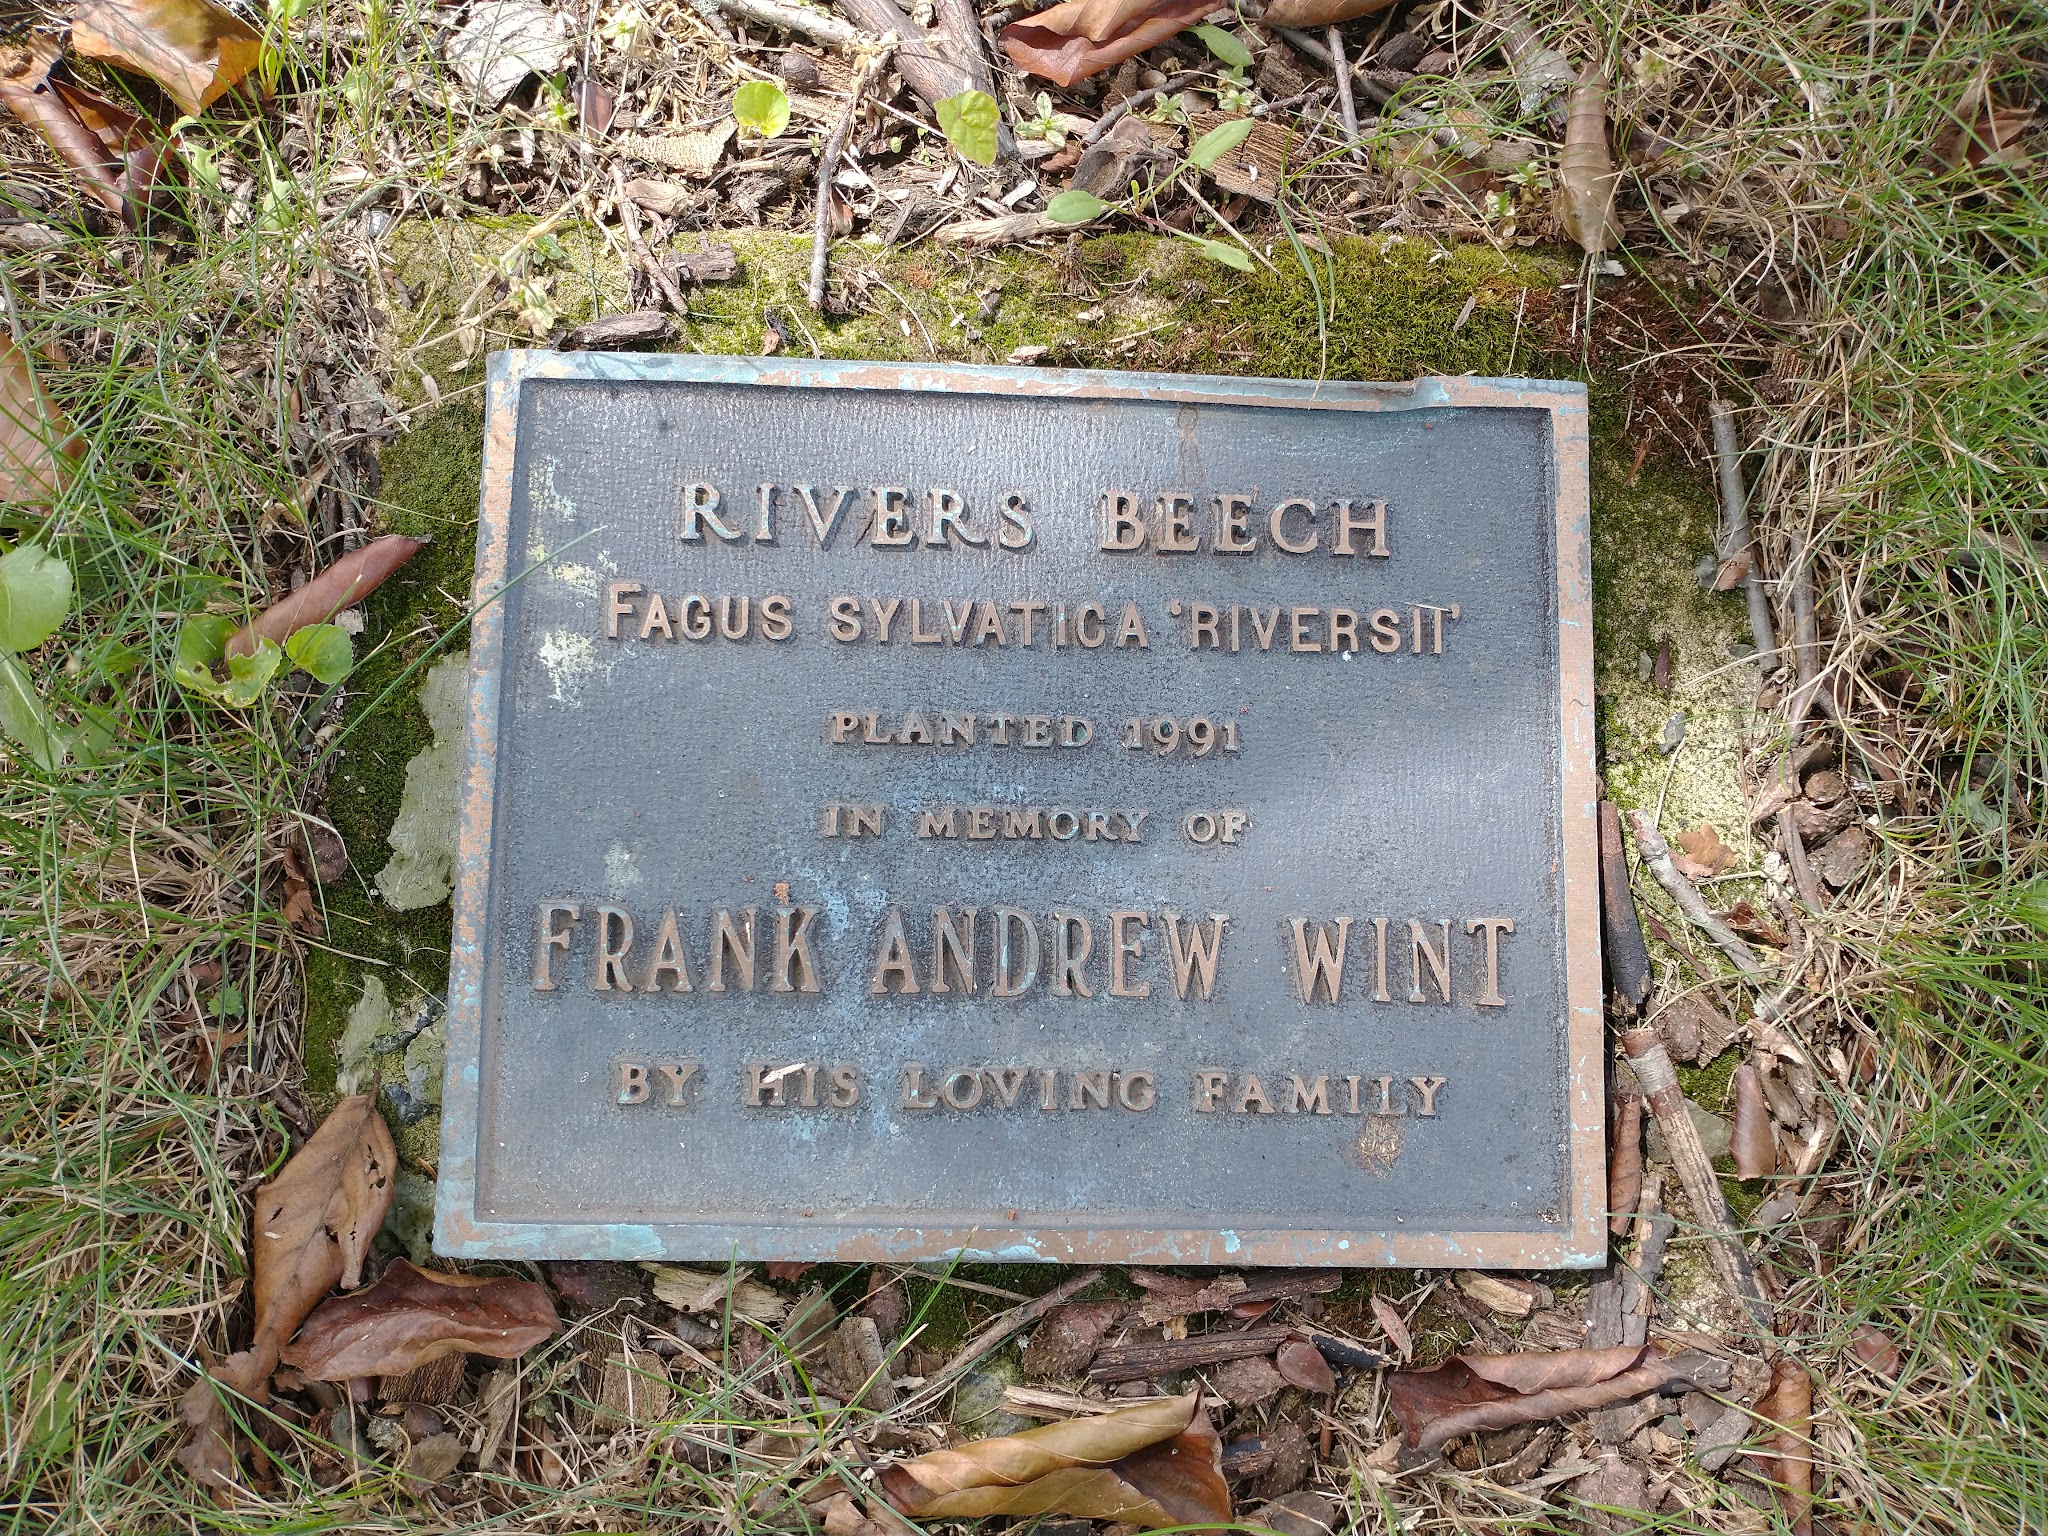 RIVERS BEECH
FAGUS SYLVATICA 'RIVERSII'
PLANTED 1991
IN MEMORY OF
FRANK ANDREW WINT
BY HIS LOVING FAMILY